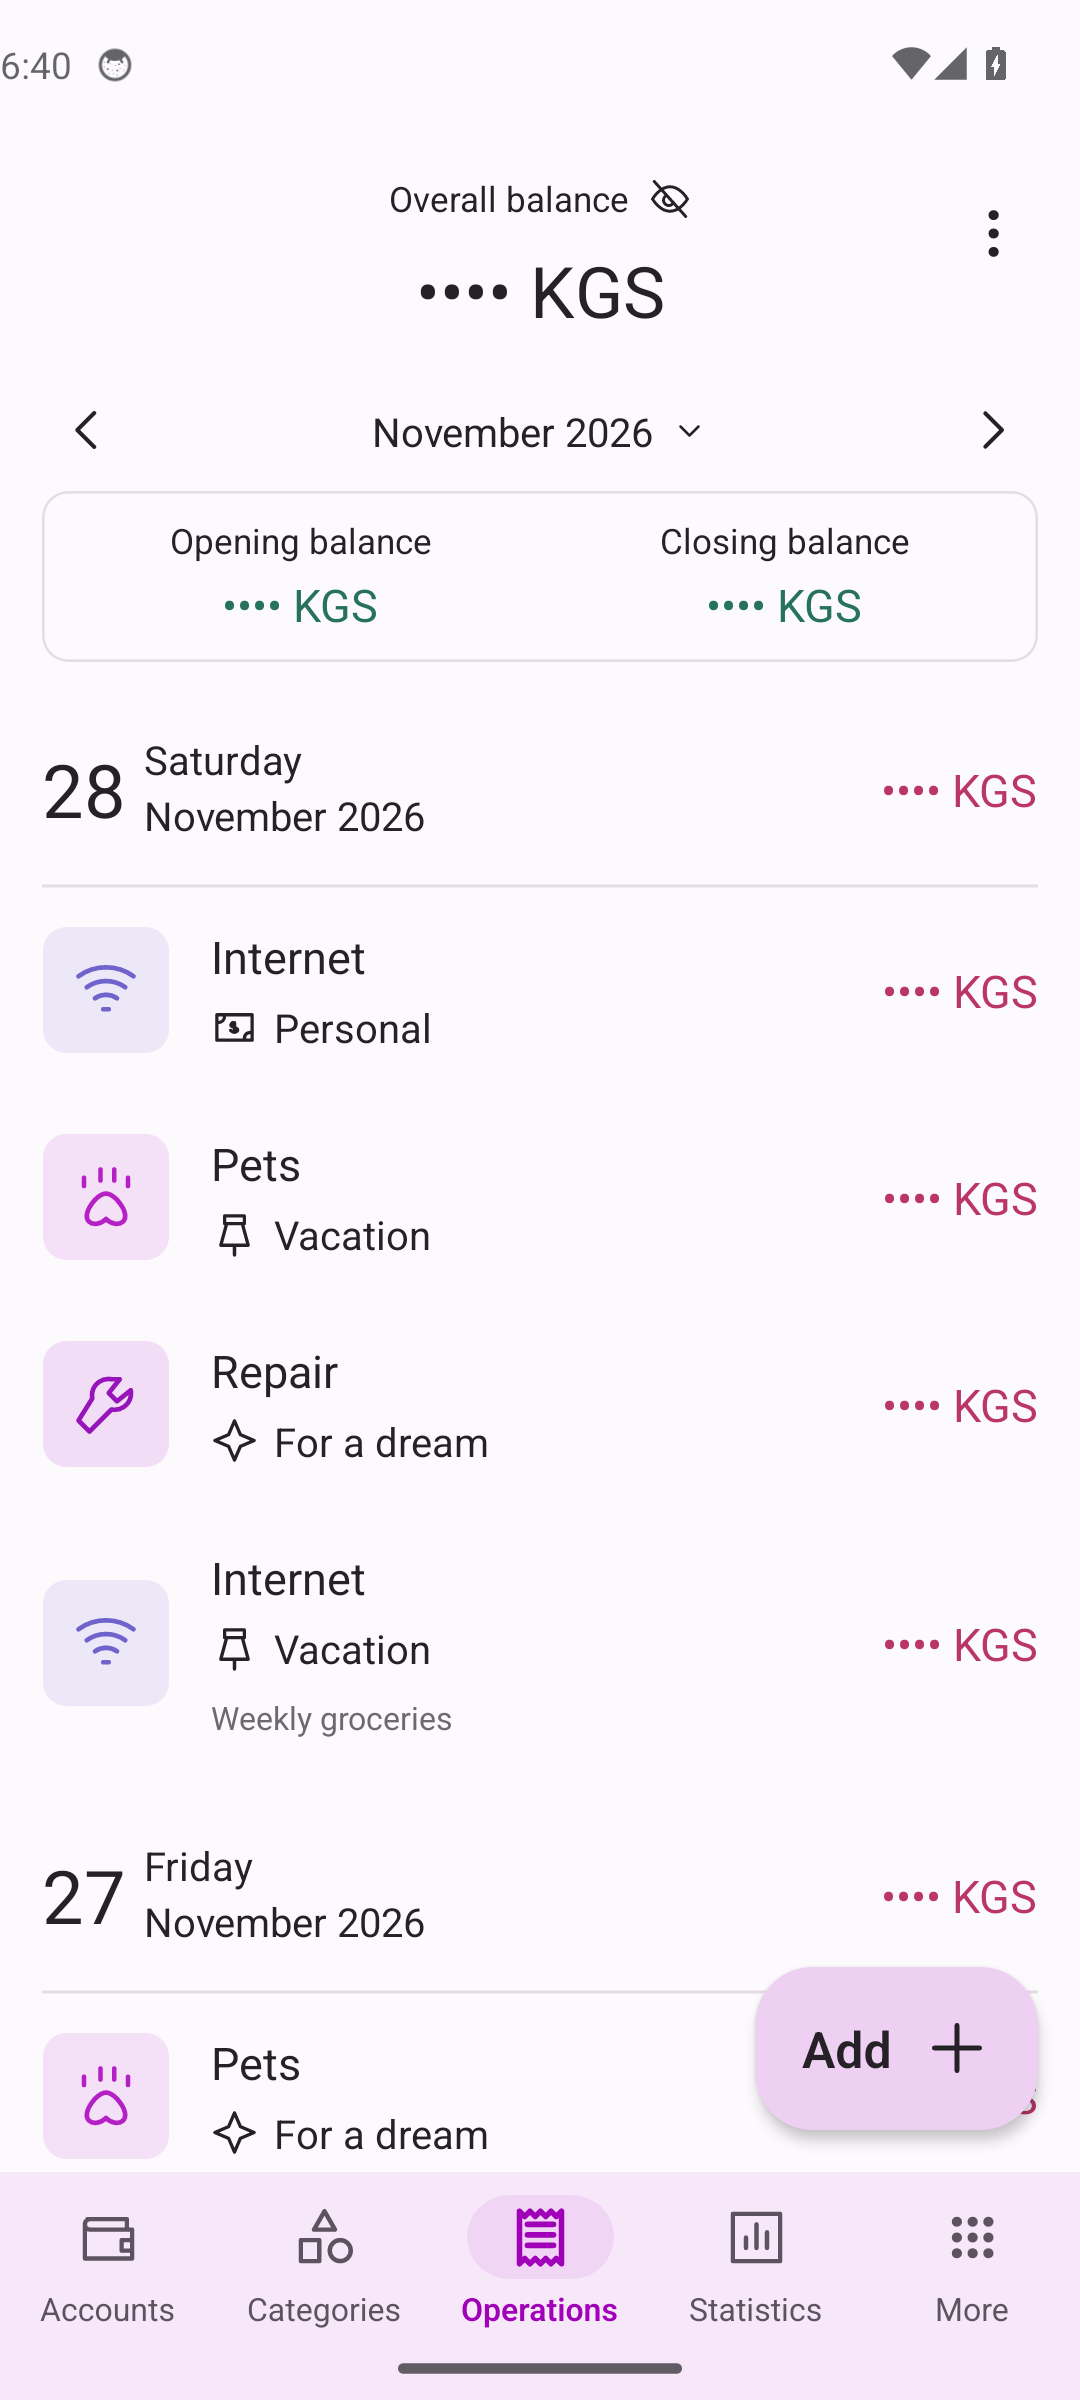 6:40
Overall balance
•••• KGS
November 2026
Opening balance
Closing balance
•••• KGS
•••• KGS
28
Saturday
November 2026
•••• KGS
Internet
Personal
•••• KGS
Pets
Vacation
•••• KGS
Repair
For a dream
•••• KGS
Internet
Vacation
Weekly groceries
•••• KGS
27
Friday
November 2026
•••• KGS
Pets
For a dream
Add
Accounts
Categories
Operations
Statistics
More